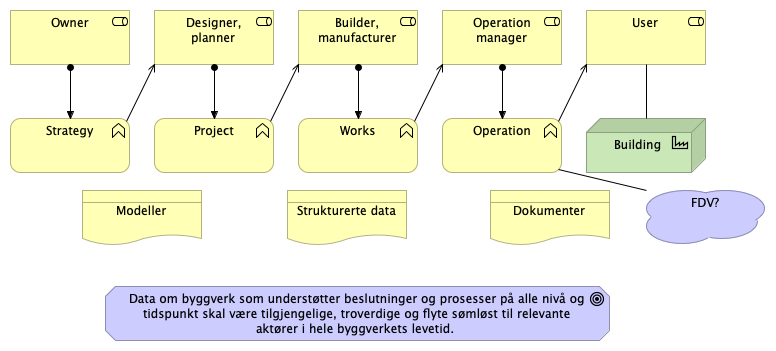 Owner
Designer,
planner
Builder,
manufacturer
Operation
manager
User
Strategy
Project
Works
Operation
Building
Modeller
Strukturerte data
Dokumenter
FDV?
Data om byggverk som understøtter beslutninger og prosesser på alle nivå og
tidspunkt skal være tilgjengelige, troverdige og flyte sømløst til relevante
aktører i hele byggverkets levetid.